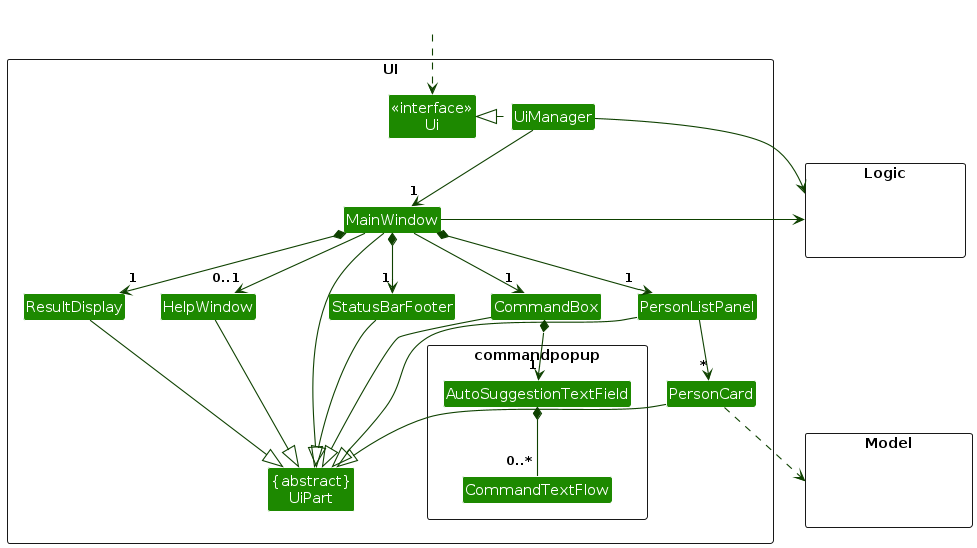 UI
«interface»
Ui
UiManager
Logic
1
MainWindow
1
0..1
1
1
1
ResultDisplay
HelpWindow
StatusBarFooter
CommandBox
PersonListPanel
commandpopup
1
*
AutoSuggestionTextField
PersonCard
Model
0..*
{abstract}
UiPart
CommandTextFlow